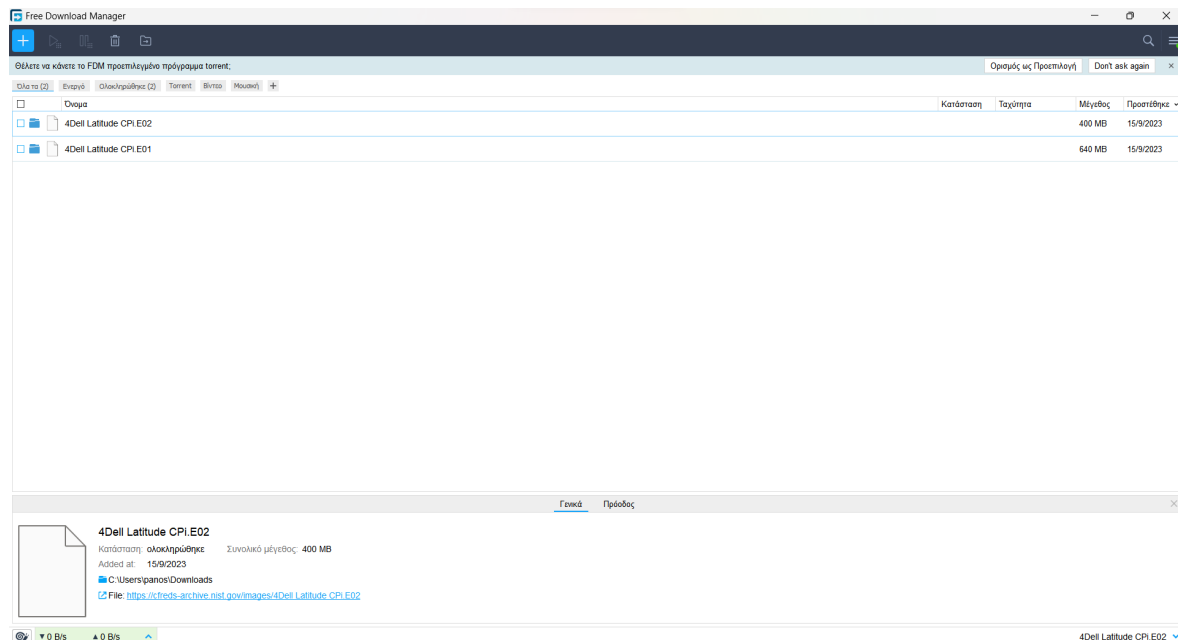 Free Download Manager
Θέλετε να κάνετε το FDM προεπιλεγμένο πρόγραμμα torrent; Ορισμός ως Προεπιλογή Don't ask again
Όλα τα (2) Ενεργό Ολοκληρώθηκε (2) Torrent Βίντεο Μουσική +
Όνομα Κατάσταση Ταχύτητα Μέγεθος Προστέθηκε
4Dell Latitude CPi.E02 400 MB 15/9/2023
4Dell Latitude CPi.E01 640 MB 15/9/2023
Γενικά Πρόοδος
4Dell Latitude CPi.E02
Κατάσταση: ολοκληρώθηκε Συνολικό μέγεθος: 400 MB
Added at: 15/9/2023
C:\Users\panos\Downloads
File: https://cfreds-archive.nist.gov/images/4Dell Latitude CPi.E02
▼ 0 B/s ▲ 0 B/s 4Dell Latitude CPi.E02